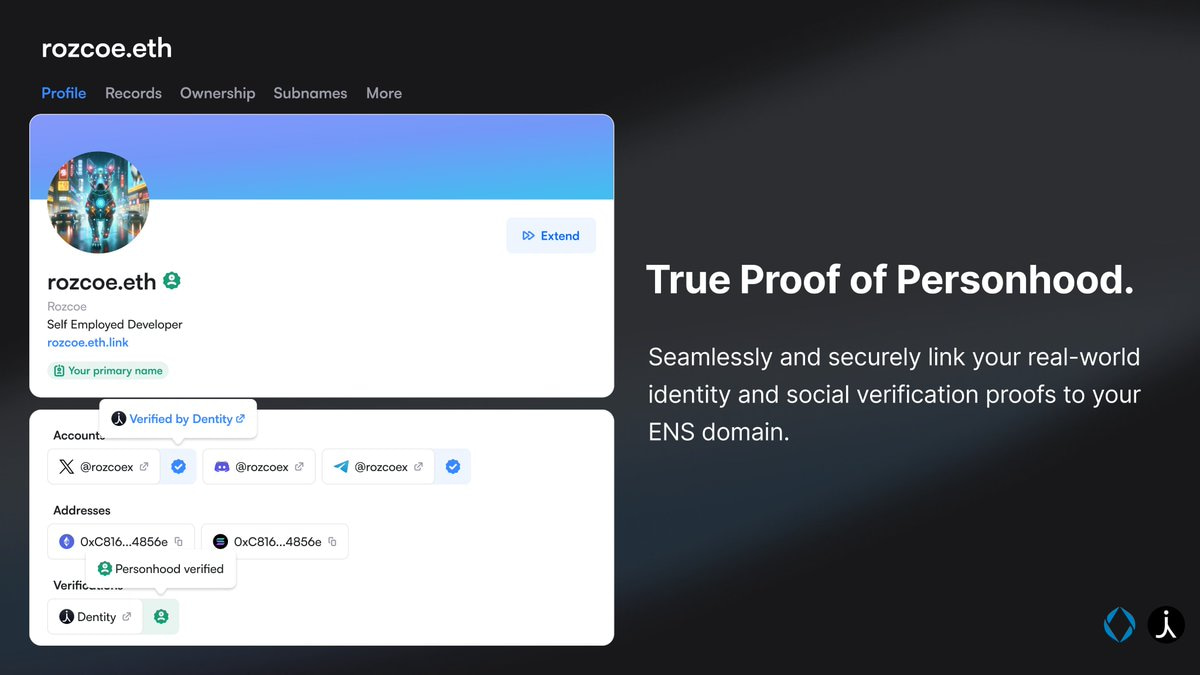 rozcoe.eth
Profile Records Ownership Subnames More
Extend
rozcoe.eth
Rozcoe
Self Employed Developer
rozcoe.eth.link
Your primary name
Verified by Dentity
Accounts
@rozcoex @rozcoex @rozcoex
Addresses
0xC816...4856e 0xC816...4856e
Personhood verified
Verifications
Dentity
True Proof of Personhood.
Seamlessly and securely link your real-world
identity and social verification proofs to your
ENS domain.